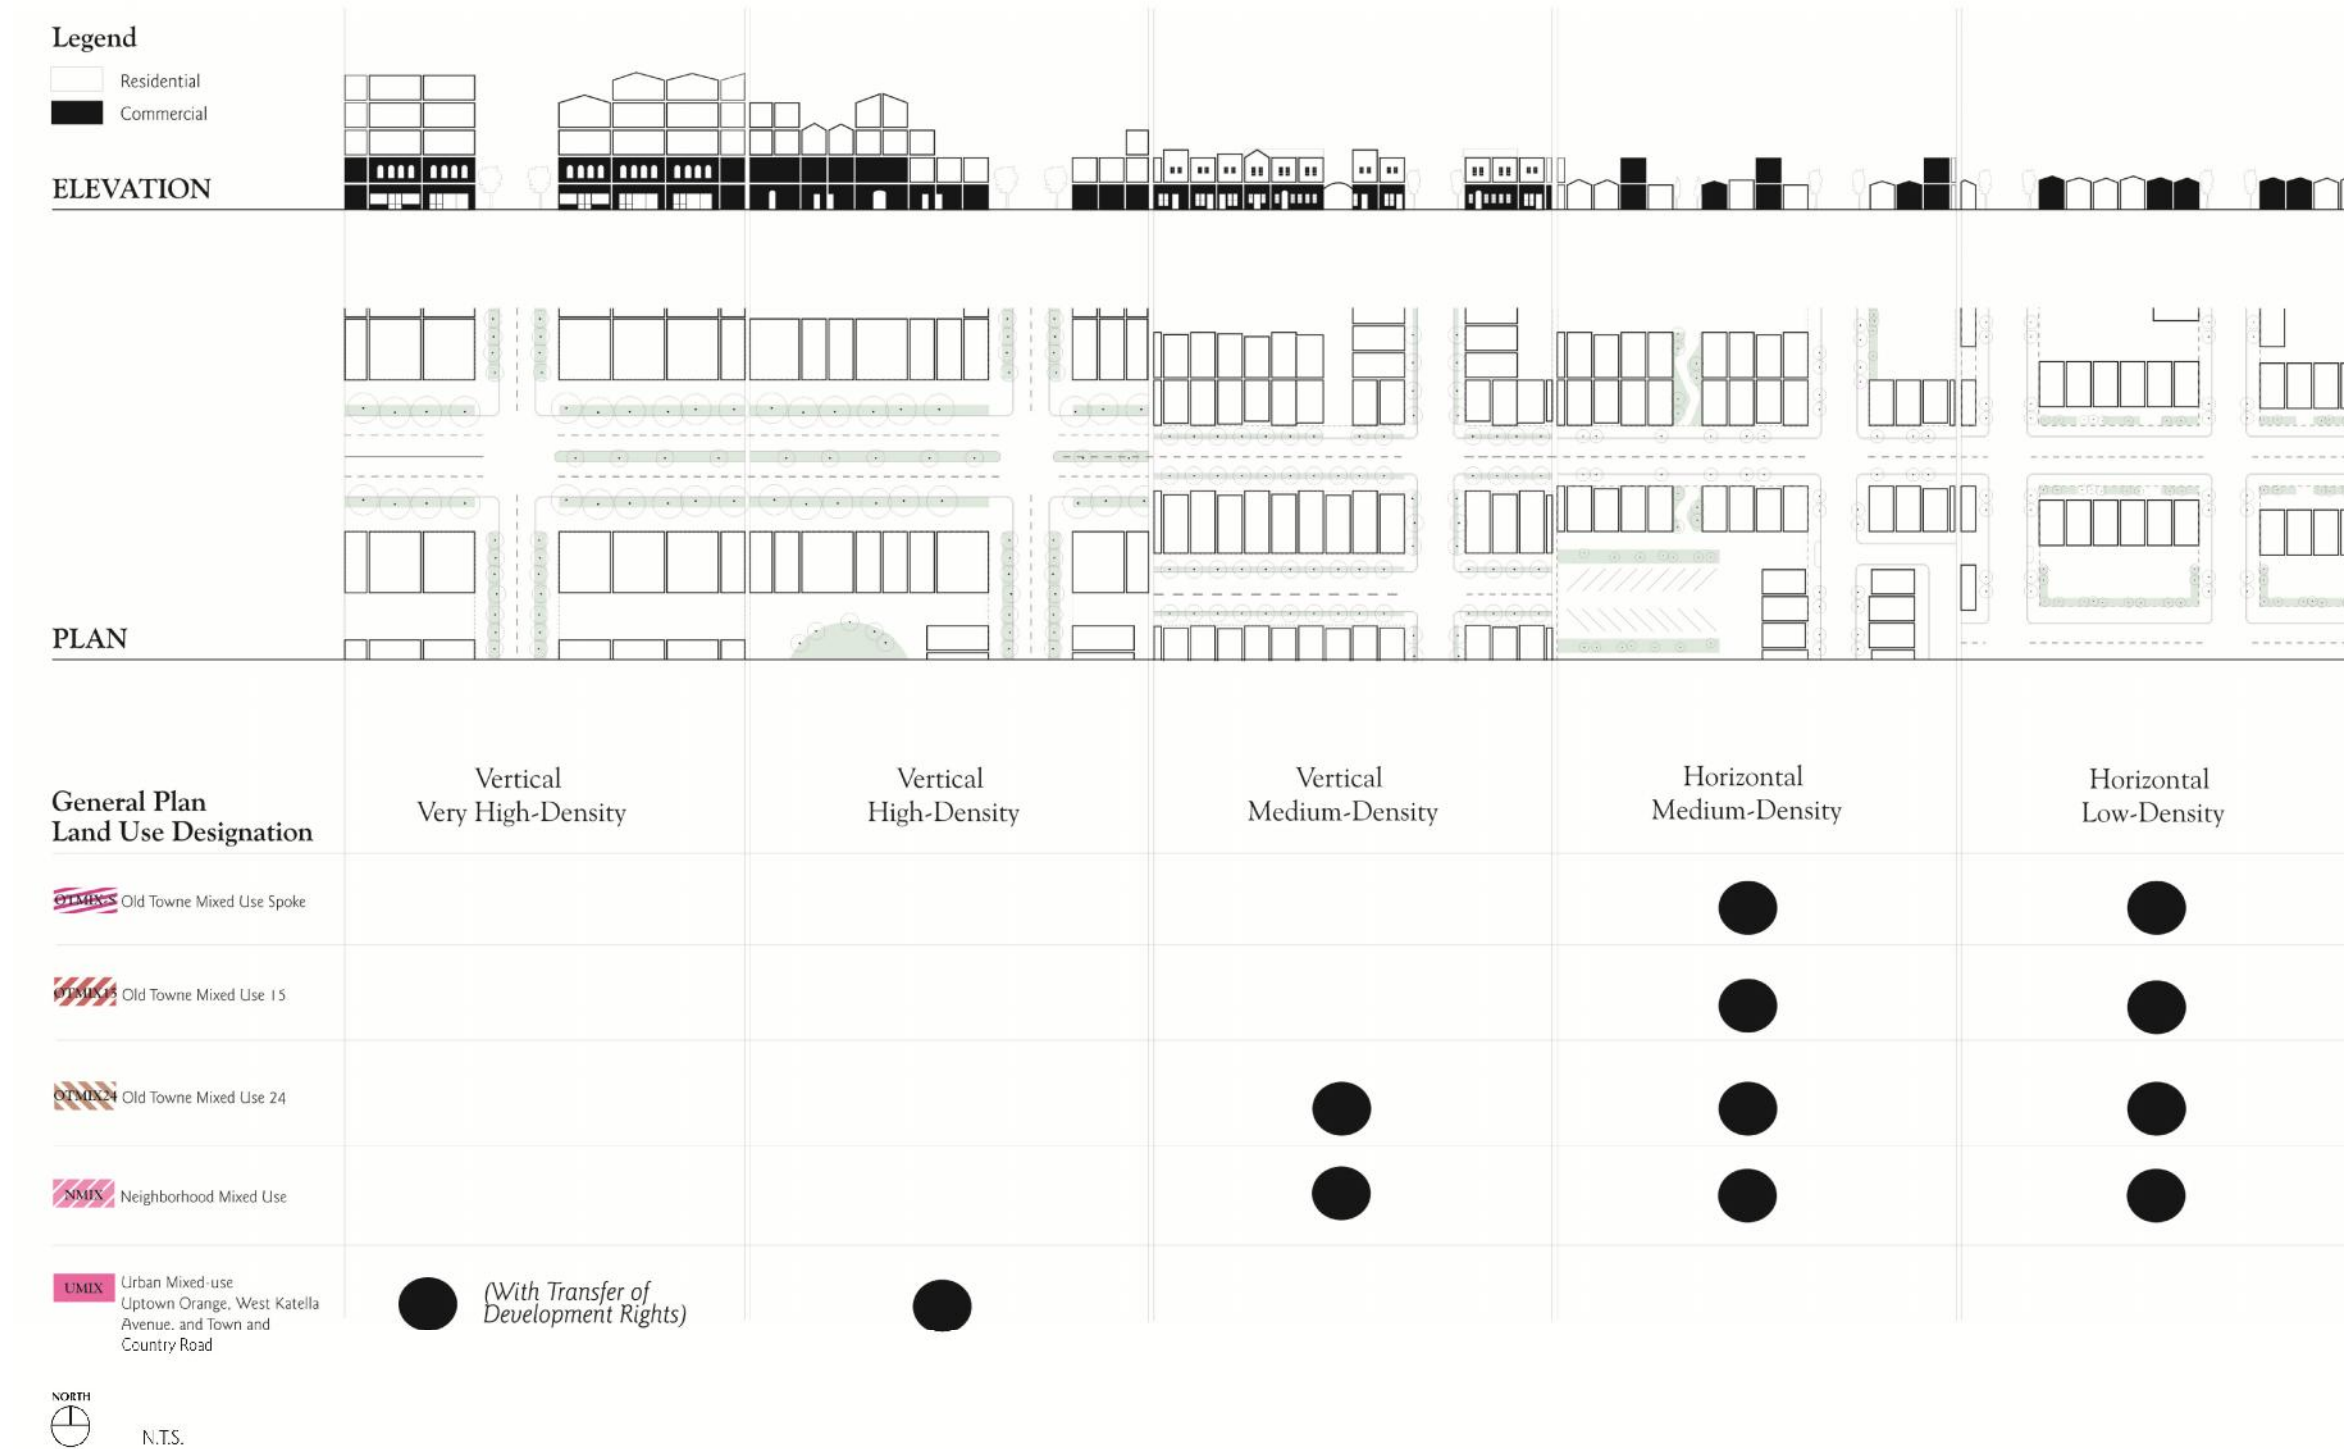 Legend
Residential
Commercial
ELEVATION
PLAN
General Plan
Land Use Designation
Vertical
Very High-Density
Vertical
High-Density
Vertical
Medium-Density
Horizontal
Medium-Density
Horizontal
Low-Density
OTMIX-S Old Towne Mixed Use Spoke
OTMIX15 Old Towne Mixed Use 15
OTMIX24 Old Towne Mixed Use 24
NMIX Neighborhood Mixed Use
UMIX Urban Mixed-use
Uptown Orange, West Katella
Avenue, and Town and
Country Road
(With Transfer of
Development Rights)
NORTH
N.T.S.